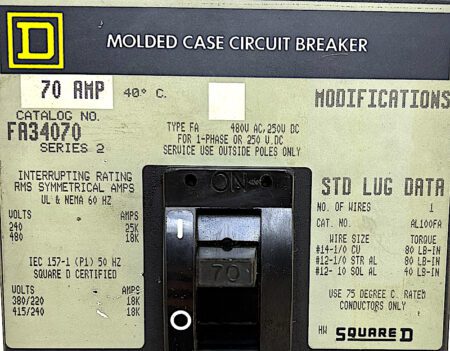 D
MOLDED CASE CIRCUIT BREAKER
70 AMP 40° C.
CATALOG NO.
FA34070
SERIES 2
TYPE FA 480V AC, 250V DC
FOR 1-PHASE OR 250 V.DC
SERVICE USE OUTSIDE POLES ONLY
MODIFICATIONS
INTERRUPTING RATING
RMS SYMMETRICAL AMPS
UL & NEMA 60 HZ
VOLTS AMPS
240 25K
480 18K
IEC 157-1 (P1) 50 HZ
SQUARE D CERTIFIED
VOLTS AMPS
380/220 18K
415/240 18K
ON
I
70
O
STD LUG DATA
NO. OF WIRES 1
CAT. NO. AL100FA
WIRE SIZE TORQUE
#14-1/0 CU 80 LB-IN
#12-1/0 STR AL 80 LB-IN
#12- 10 SOL AL 40 LB-IN
USE 75 DEGREE C. RATED
CONDUCTORS ONLY
HW SQUARE D